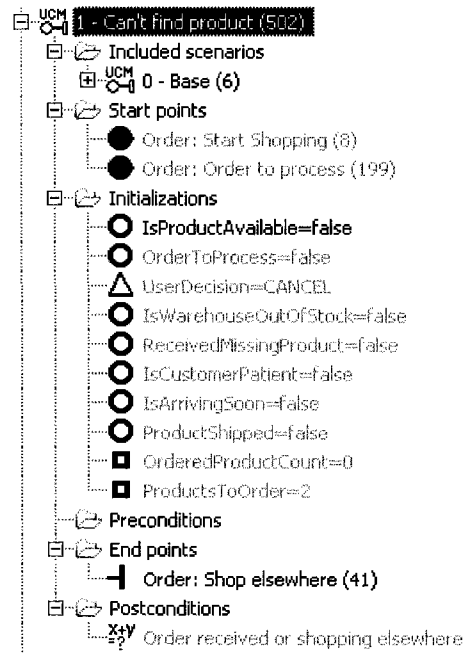 UCM 1 - Can't find product (502)
Included scenarios
UCM 0 - Base (6)
Start points
Order: Start Shopping (8)
Order: Order to process (199)
Initializations
IsProductAvailable=false
OrderToProcess=false
UserDecision=CANCEL
IsWarehouseOutOfStock=false
ReceivedMissingProduct=false
IsCustomerPatient=false
IsArrivingSoon=false
ProductShipped=false
OrderedProductCount=0
ProductsToOrder=2
Preconditions
End points
Order: Shop elsewhere (41)
Postconditions
X+Y =? Order received or shopping elsewhere